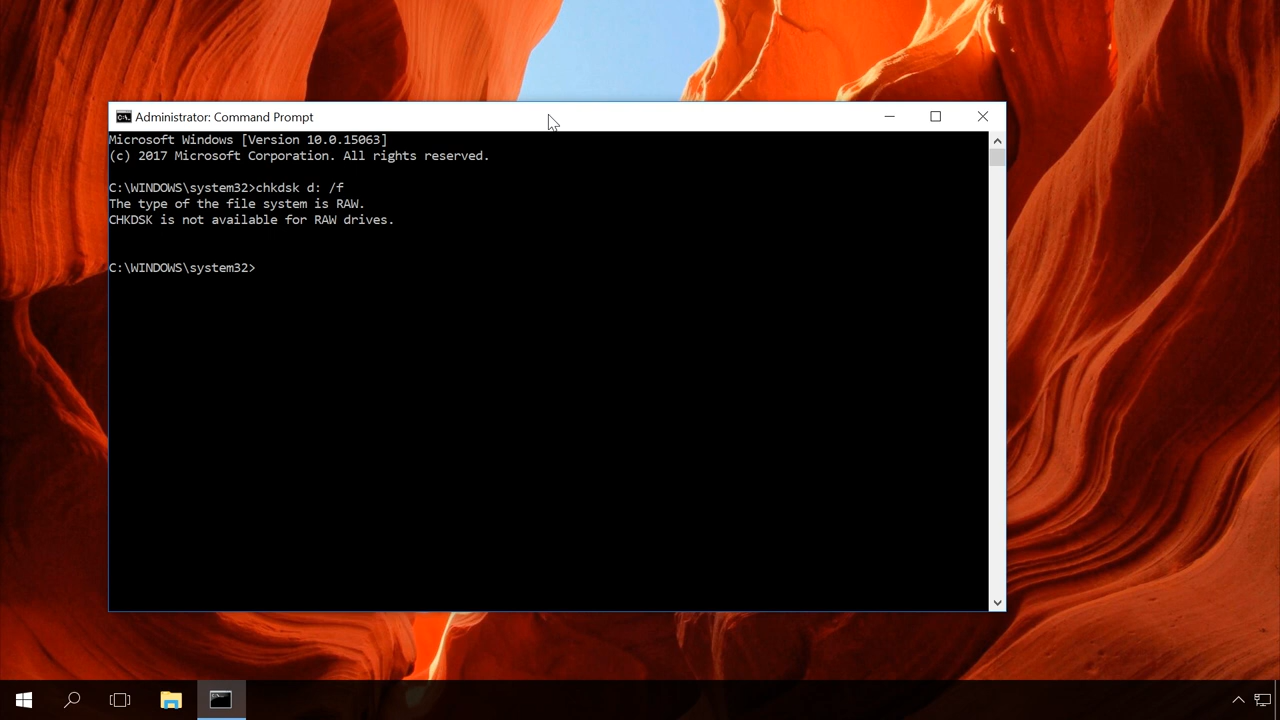 Administrator: Command Prompt
Microsoft Windows [Version 10.0.15063]
(c) 2017 Microsoft Corporation. All rights reserved.
C:\WINDOWS\system32>chkdsk d: /f
The type of the file system is RAW.
CHKDSK is not available for RAW drives.
C:\WINDOWS\system32>